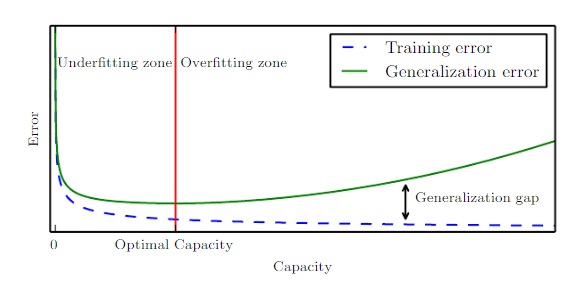 Training error
Generalization error
Underfitting zone
Overfitting zone
Error
Generalization gap
0
Optimal Capacity
Capacity